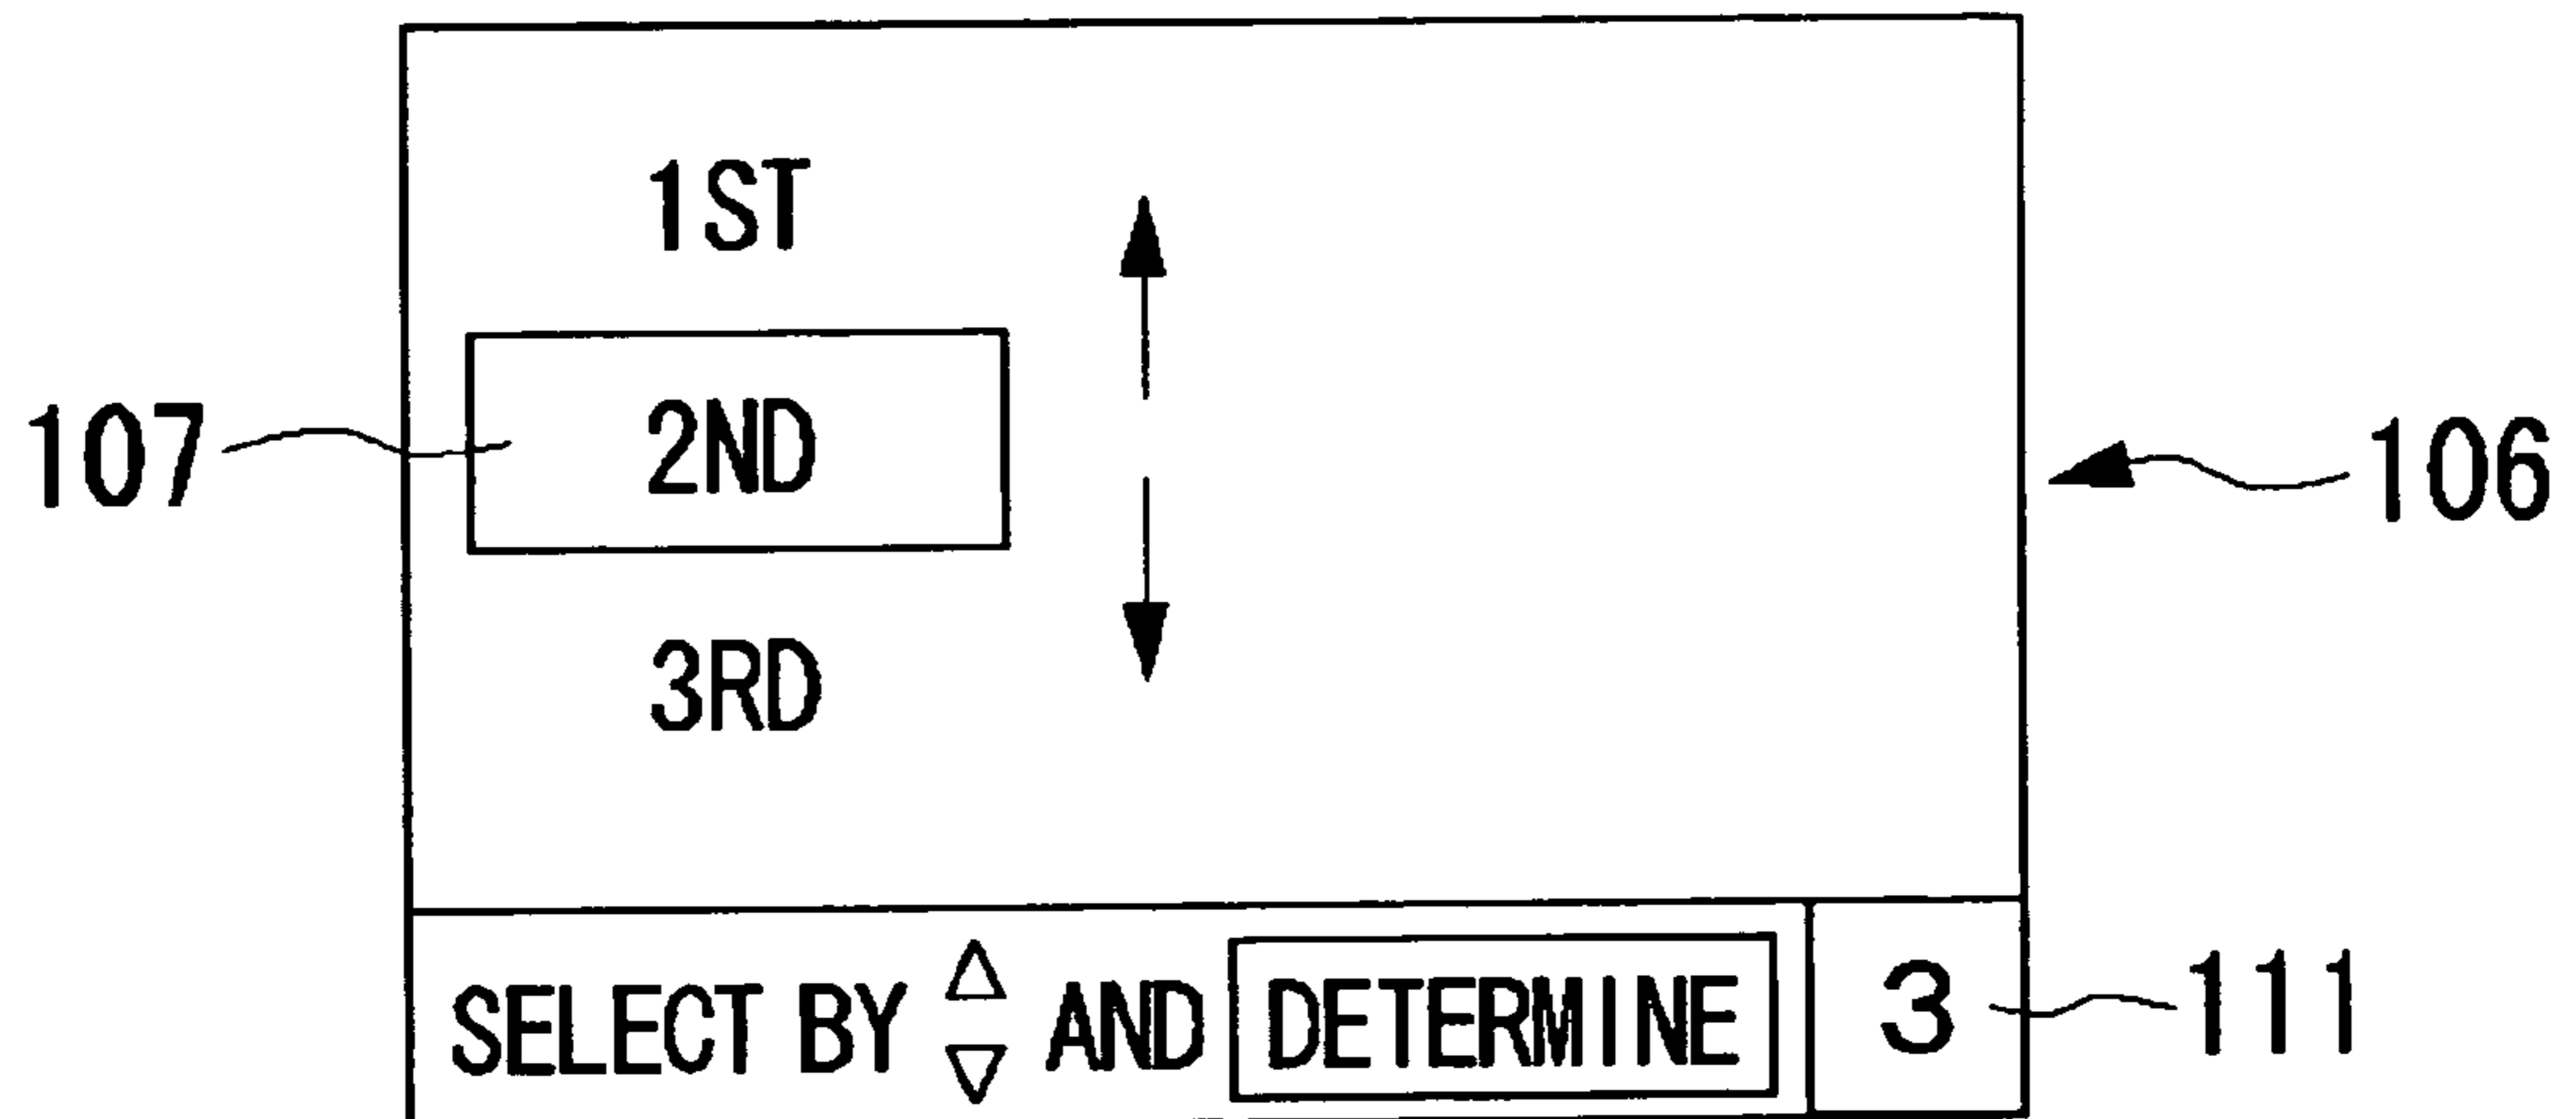 1ST
107 2ND 106
3RD
SELECT BY △▽ AND DETERMINE 3 111